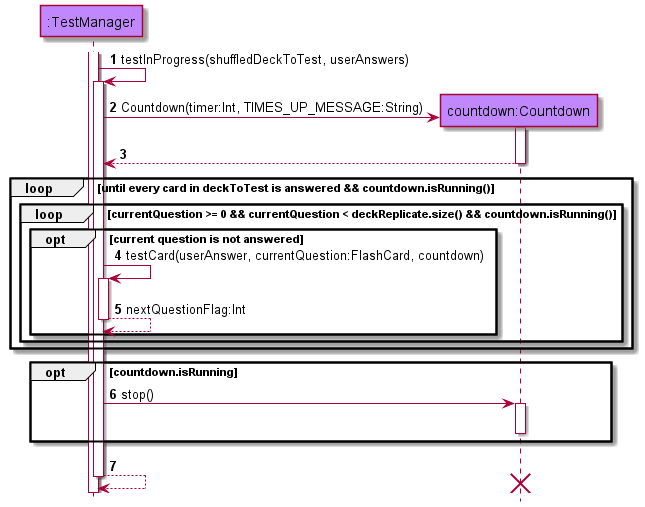 :TestManager
1 testInProgress(shuffledDeckToTest, userAnswers)
2 Countdown(timer:Int, TIMES_UP_MESSAGE:String)
countdown:Countdown
3
loop [until every card in deckToTest is answered && countdown.isRunning()]
loop [currentQuestion >= 0 && currentQuestion < deckReplicate.size() && countdown.isRunning()]
opt [current question is not answered]
4 testCard(userAnswer, currentQuestion:FlashCard, countdown)
5 nextQuestionFlag:Int
opt [countdown.isRunning]
6 stop()
7